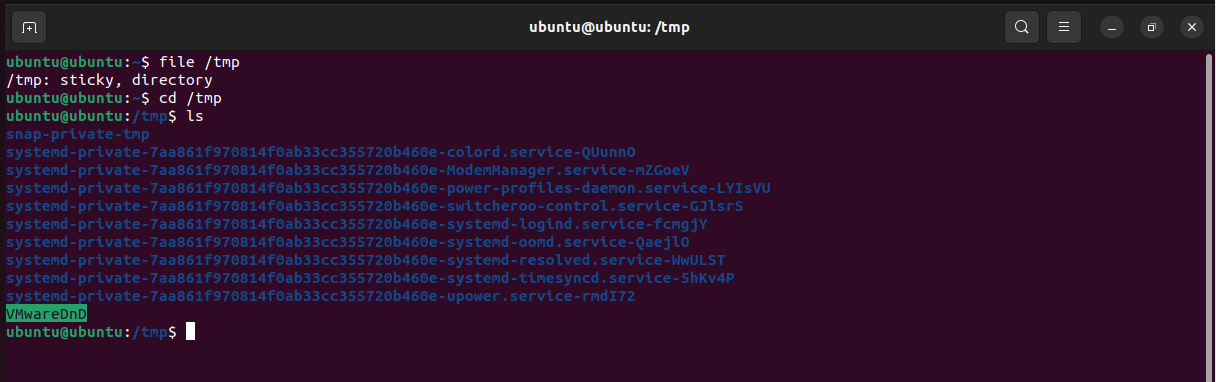 ubuntu@ubuntu: /tmp
ubuntu@ubuntu:~$ file /tmp
/tmp: sticky, directory
ubuntu@ubuntu:~$ cd /tmp
ubuntu@ubuntu:/tmp$ ls
snap-private-tmp
systemd-private-7aa861f970814f0ab33cc355720b460e-colord.service-QUunnO
systemd-private-7aa861f970814f0ab33cc355720b460e-ModemManager.service-mZGoeV
systemd-private-7aa861f970814f0ab33cc355720b460e-power-profiles-daemon.service-LYIsVU
systemd-private-7aa861f970814f0ab33cc355720b460e-switcheroo-control.service-GJlsrS
systemd-private-7aa861f970814f0ab33cc355720b460e-systemd-logind.service-fcmgjY
systemd-private-7aa861f970814f0ab33cc355720b460e-systemd-oomd.service-QaejlO
systemd-private-7aa861f970814f0ab33cc355720b460e-systemd-resolved.service-WwULST
systemd-private-7aa861f970814f0ab33cc355720b460e-systemd-timesyncd.service-5hKv4P
systemd-private-7aa861f970814f0ab33cc355720b460e-upower.service-rmdI72
VMwareDnD
ubuntu@ubuntu:/tmp$